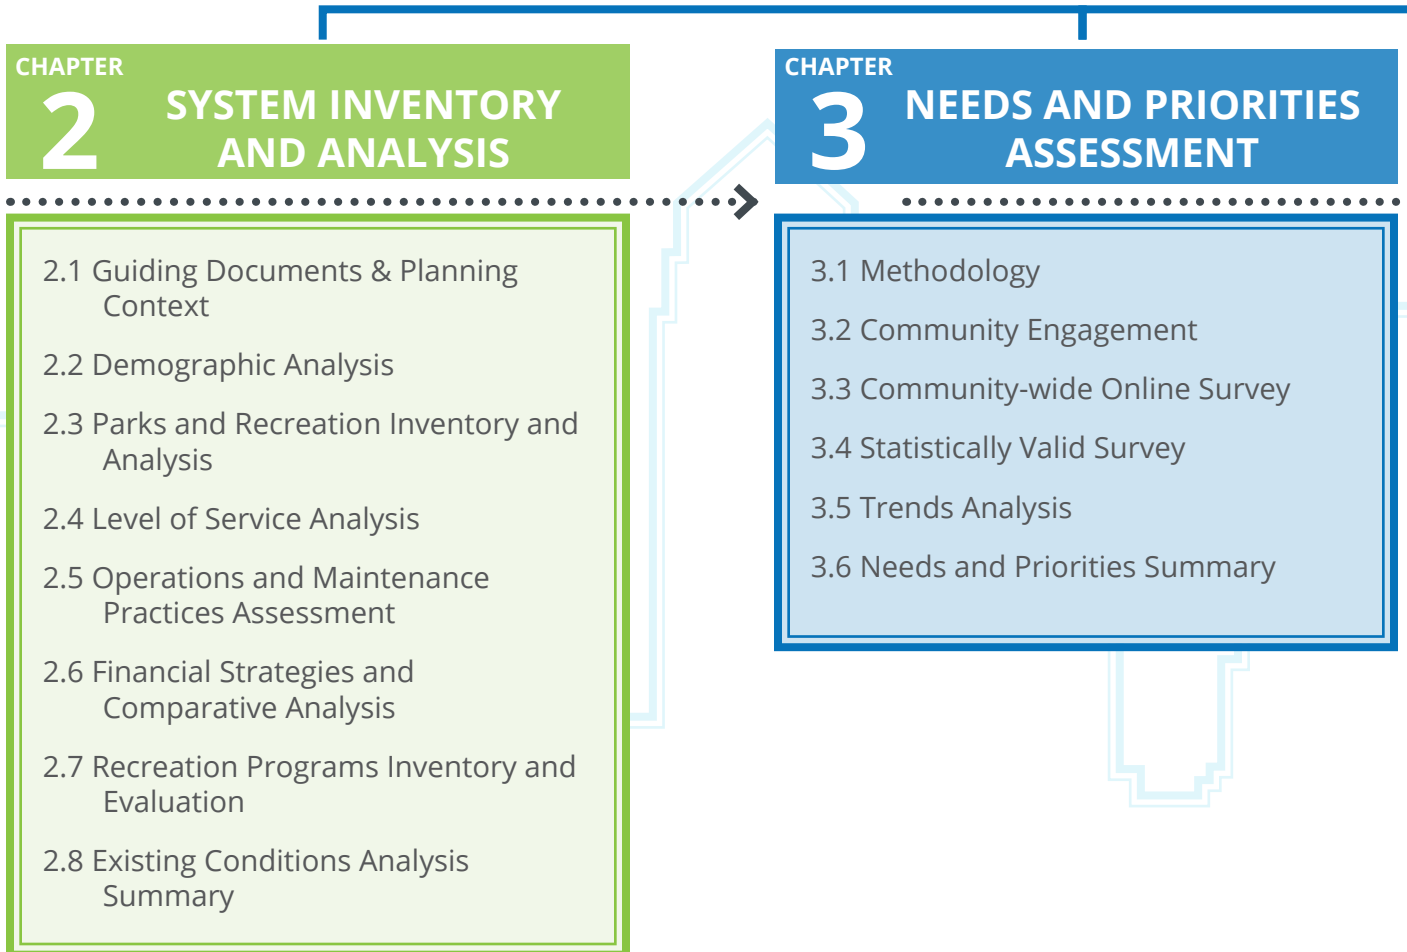 CHAPTER
2
SYSTEM INVENTORY
AND ANALYSIS
2.1 Guiding Documents & Planning
Context
2.2 Demographic Analysis
2.3 Parks and Recreation Inventory and
Analysis
2.4 Level of Service Analysis
2.5 Operations and Maintenance
Practices Assessment
2.6 Financial Strategies and
Comparative Analysis
2.7 Recreation Programs Inventory and
Evaluation
2.8 Existing Conditions Analysis
Summary
CHAPTER
3
NEEDS AND PRIORITIES
ASSESSMENT
3.1 Methodology
3.2 Community Engagement
3.3 Community-wide Online Survey
3.4 Statistically Valid Survey
3.5 Trends Analysis
3.6 Needs and Priorities Summary